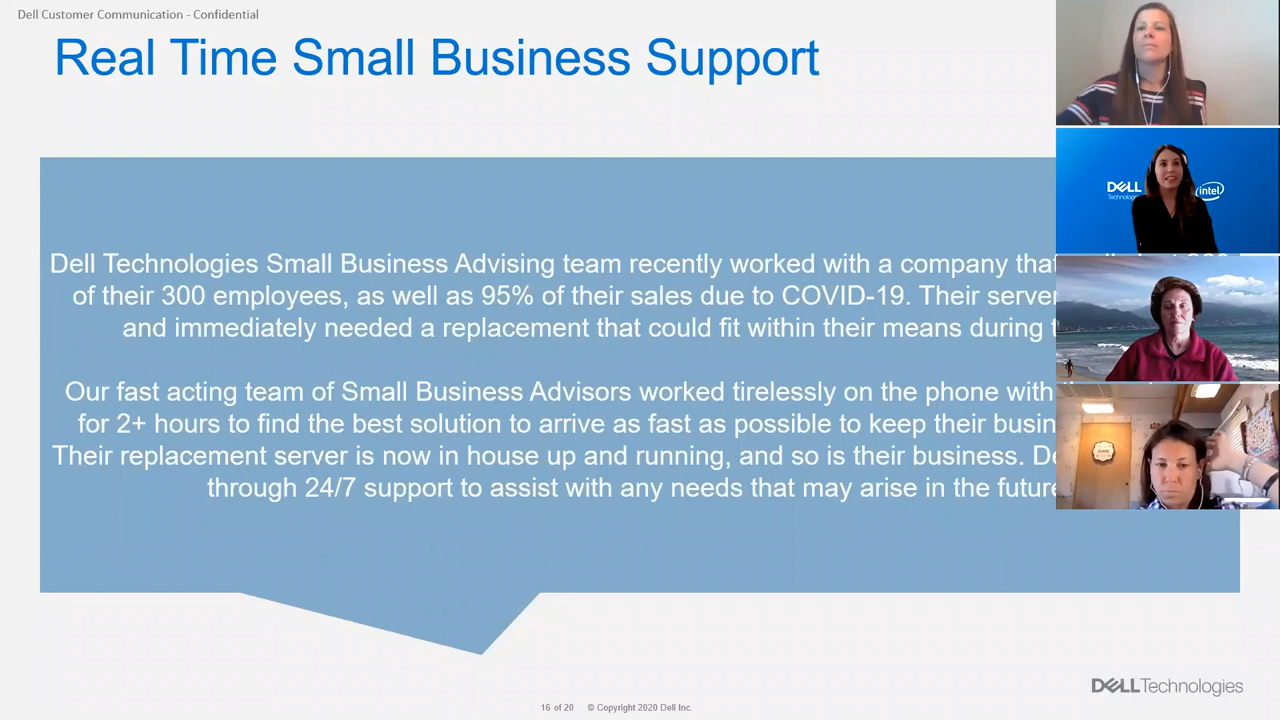 Dell Customer Communication - Confidential
Real Time Small Business Support
Dell Technologies Small Business Advising team recently worked with a company that
of their 300 employees, as well as 95% of their sales due to COVID-19. Their server
and immediately needed a replacement that could fit within their means during
Our fast acting team of Small Business Advisors worked tirelessly on the phone with
for 2+ hours to find the best solution to arrive as fast as possible to keep their
Their replacement server is now in house up and running, and so is their business.
through 24/7 support to assist with any needs that may arise in the future
16 of 20 © Copyright 2020 Dell Inc.
DELL Technologies
DELL
Technologies
intel